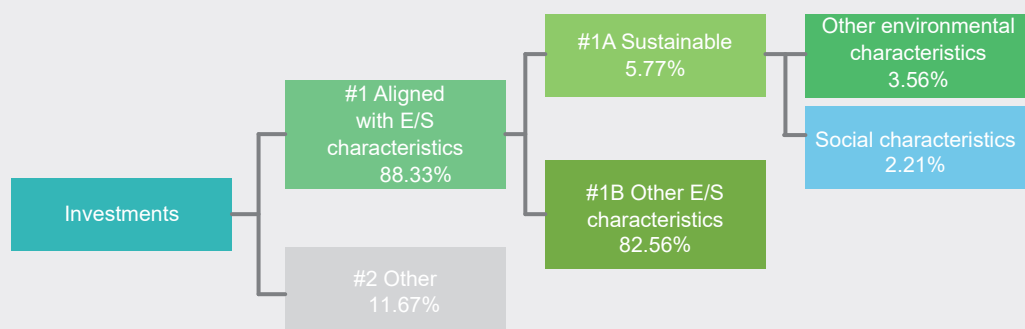 Investments
#1 Aligned
with E/S
characteristics
88.33%
#2 Other
11.67%
#1A Sustainable
5.77%
#1B Other E/S
characteristics
82.56%
Other environmental
characteristics
3.56%
Social characteristics
2.21%